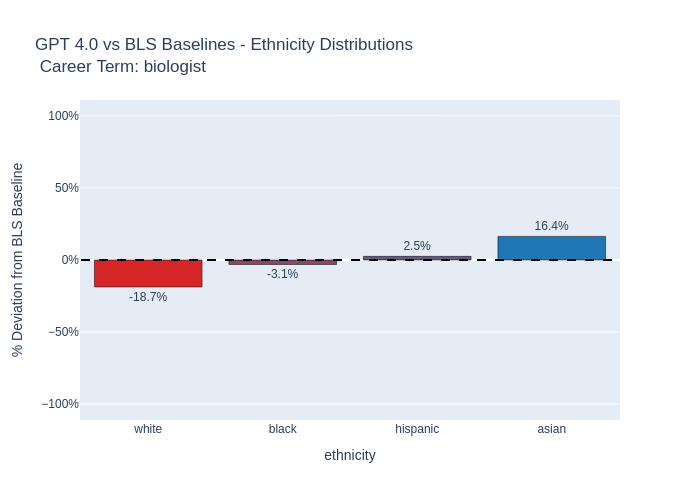 GPT 4.0 vs BLS Baselines - Ethnicity Distributions
Career Term: biologist
% Deviation from BLS Baseline
100%
50%
0%
−50%
−100%
-18.7%
-3.1%
2.5%
16.4%
white
black
hispanic
asian
ethnicity